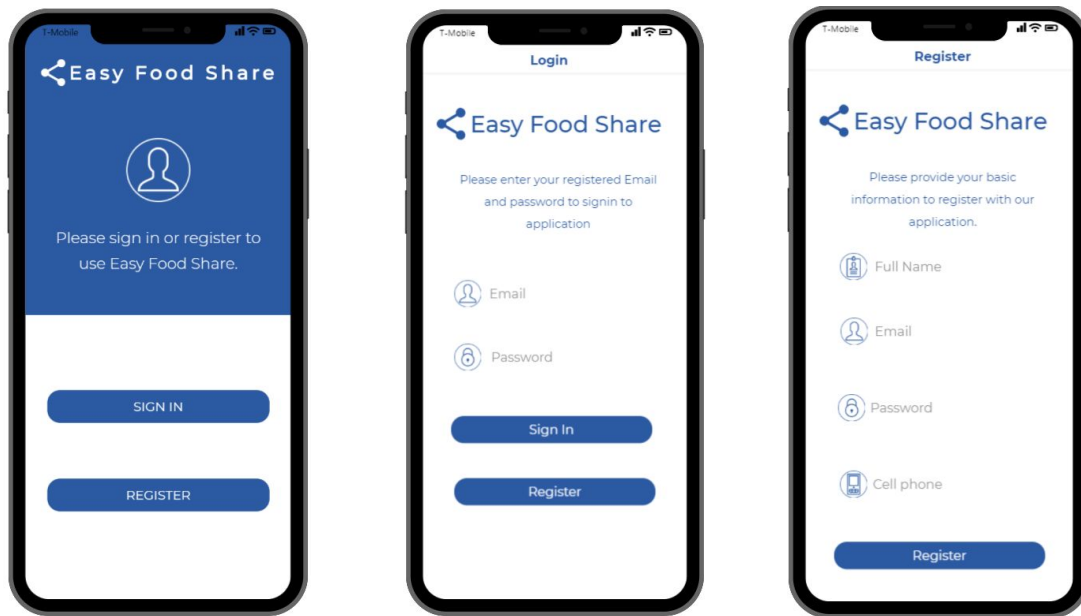 T-Mobile
Easy Food Share
Please sign in or register to
use Easy Food Share.
SIGN IN
REGISTER
T-Mobile
Login
Easy Food Share
Please enter your registered Email
and password to signin to
application
Email
Password
Sign In
Register
T-Mobile
Register
Easy Food Share
Please provide your basic
information to register with our
application.
Full Name
Email
Password
Cell phone
Register